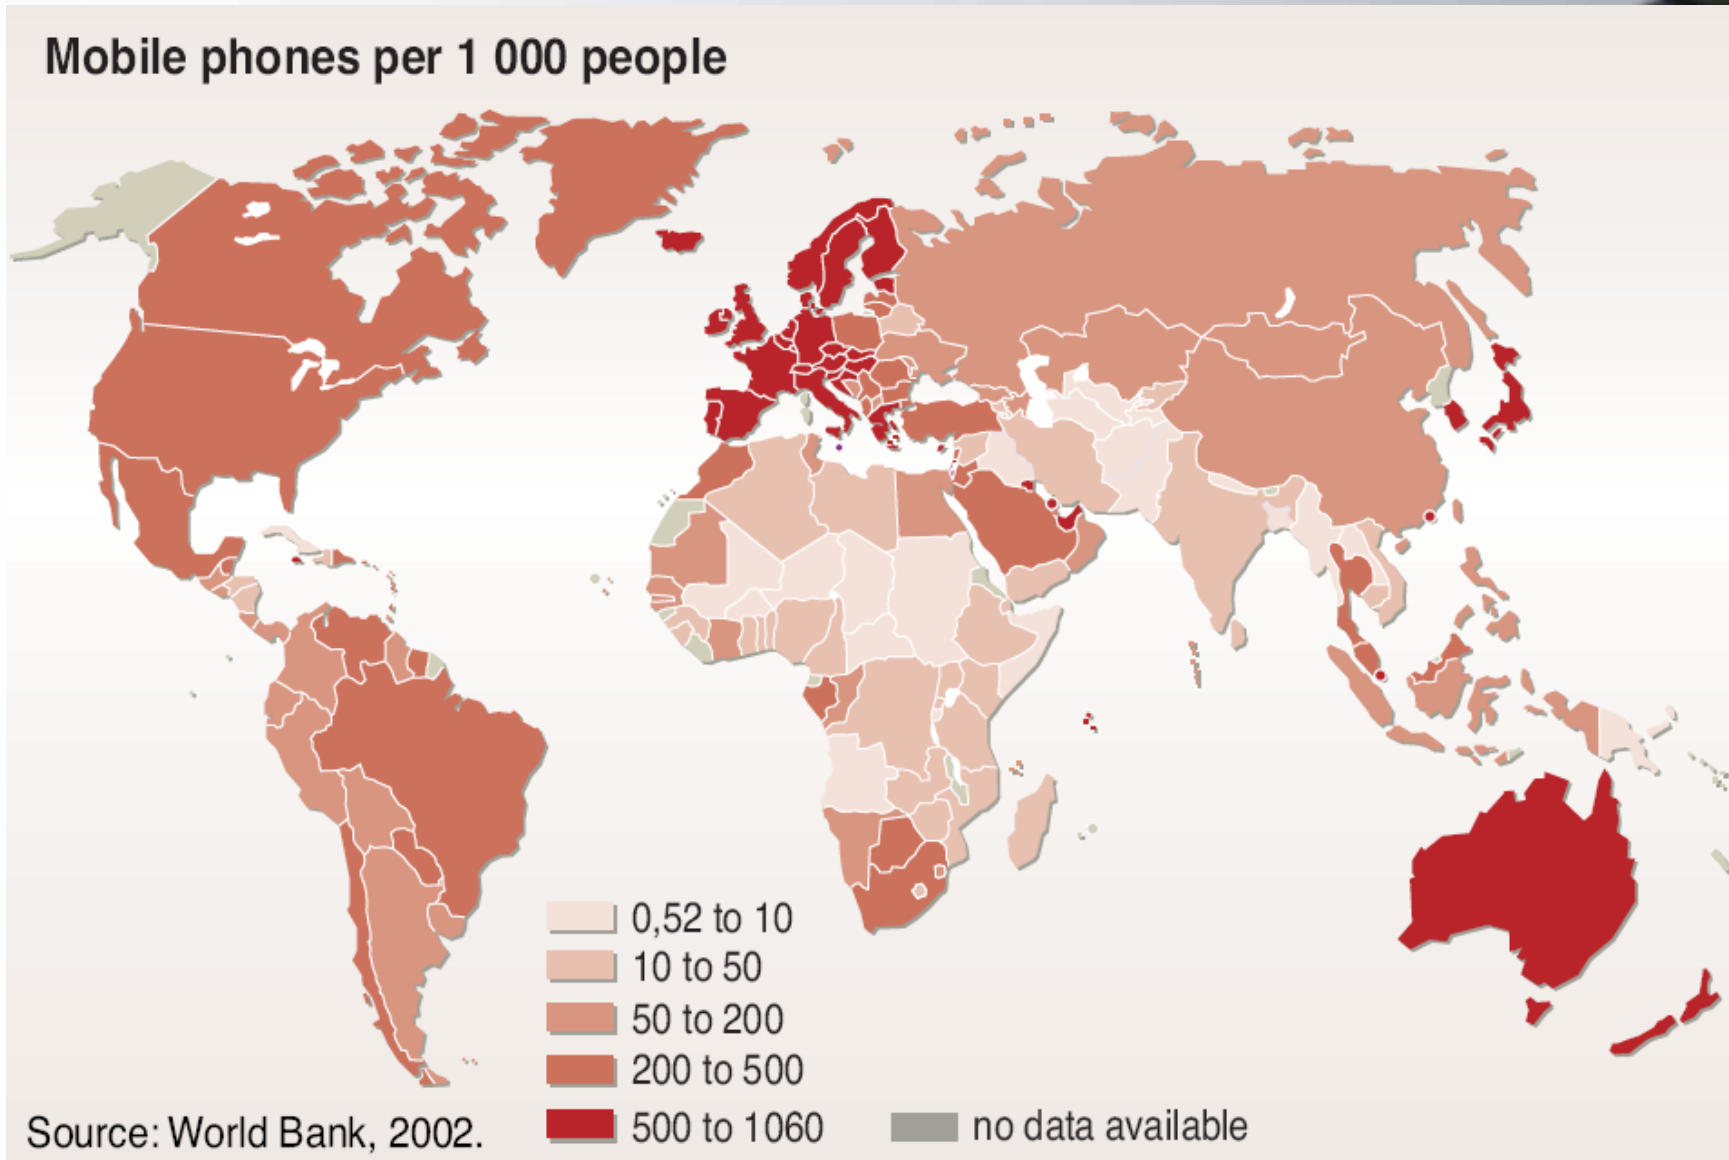 Mobile phones per 1 000 people
0,52 to 10
10 to 50
50 to 200
200 to 500
500 to 1060
no data available
Source: World Bank, 2002.